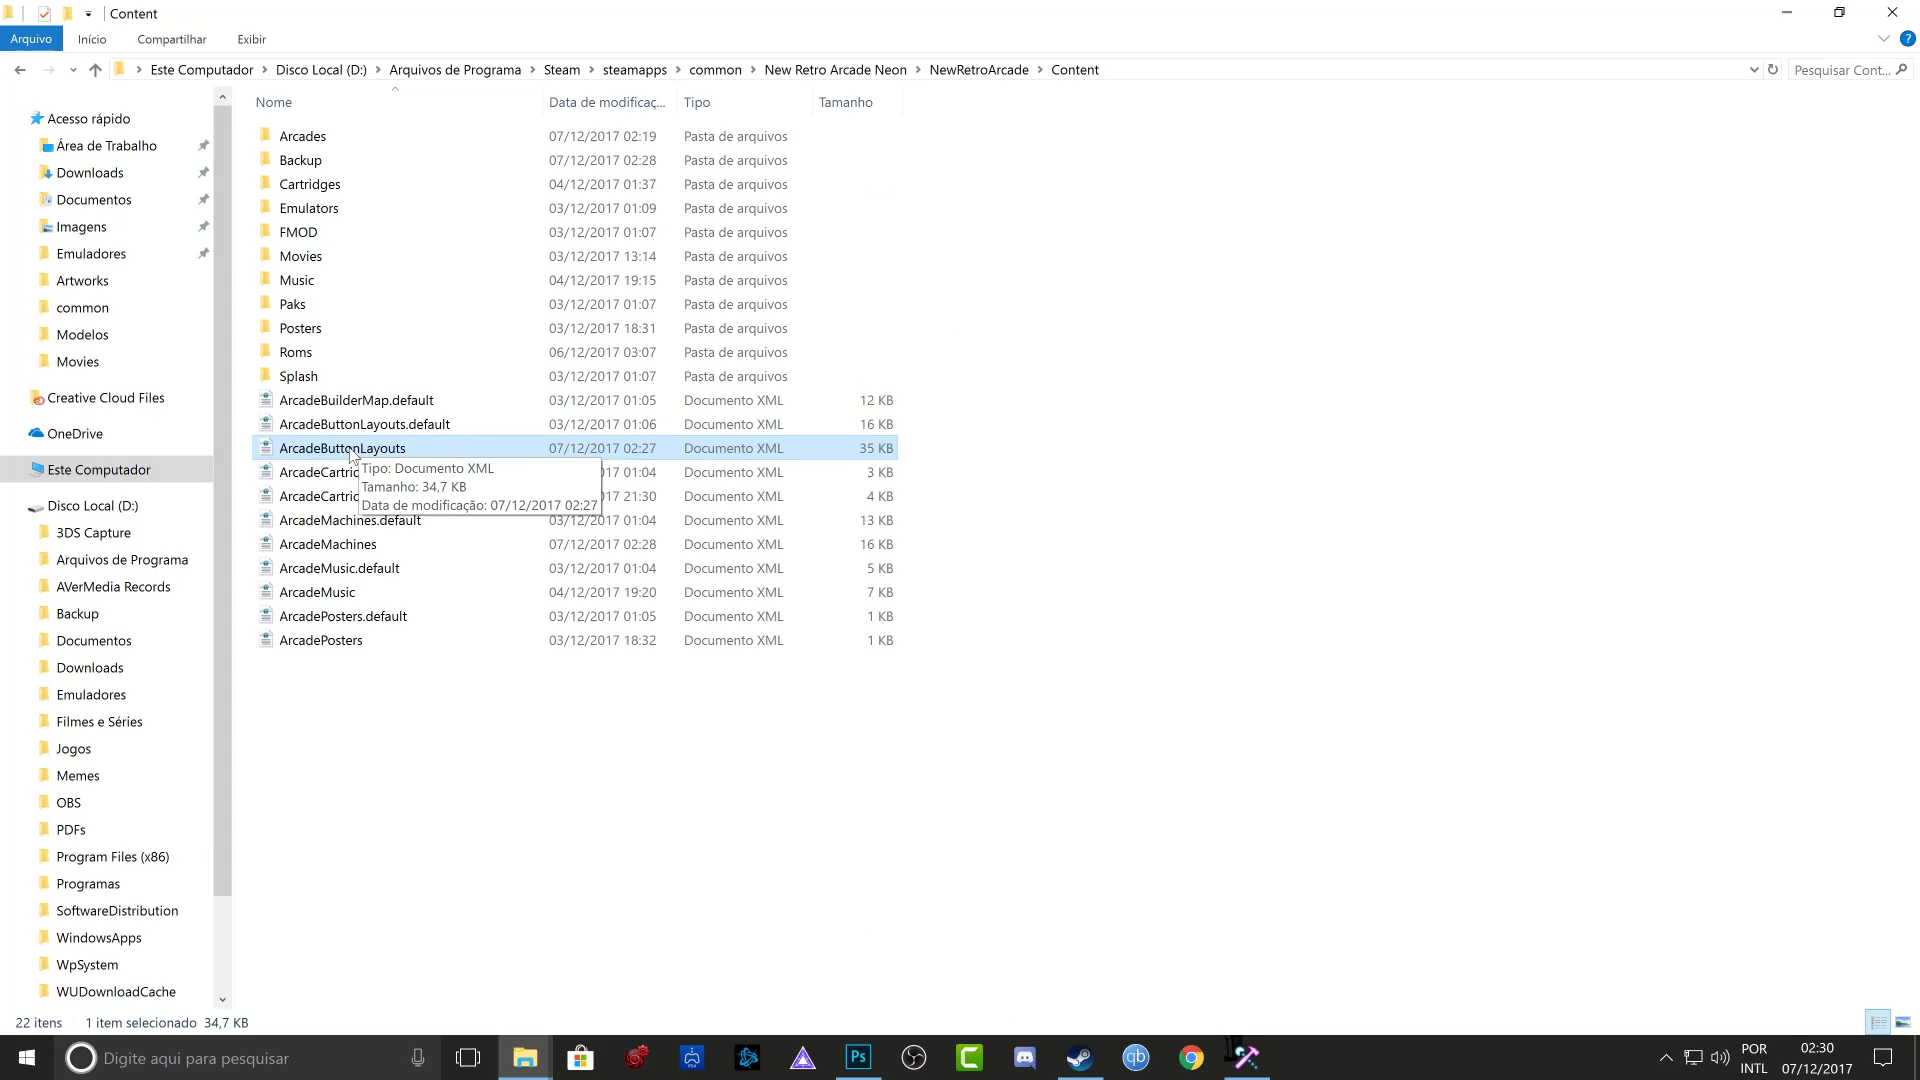 Content
Arquivo Início Compartilhar Exibir
Este Computador Disco Local (D:) Arquivos de Programa Steam steamapps common New Retro Arcade Neon NewRetroArcade Content
Pesquisar Cont...
Nome Data de modificaç... Tipo Tamanho
Acesso rápido
Área de Trabalho
Downloads
Documentos
Imagens
Emuladores
Artworks
common
Modelos
Movies
Creative Cloud Files
OneDrive
Este Computador
Disco Local (D:)
3DS Capture
Arquivos de Programa
AVerMedia Records
Backup
Documentos
Downloads
Emuladores
Filmes e Séries
Jogos
Memes
OBS
PDFs
Program Files (x86)
Programas
SoftwareDistribution
WindowsApps
WpSystem
WUDownloadCache
Arcades 07/12/2017 02:19 Pasta de arquivos
Backup 07/12/2017 02:28 Pasta de arquivos
Cartridges 04/12/2017 01:37 Pasta de arquivos
Emulators 03/12/2017 01:09 Pasta de arquivos
FMOD 03/12/2017 01:07 Pasta de arquivos
Movies 03/12/2017 13:14 Pasta de arquivos
Music 04/12/2017 19:15 Pasta de arquivos
Paks 03/12/2017 01:07 Pasta de arquivos
Posters 03/12/2017 18:31 Pasta de arquivos
Roms 06/12/2017 03:07 Pasta de arquivos
Splash 03/12/2017 01:07 Pasta de arquivos
ArcadeBuilderMap.default 03/12/2017 01:05 Documento XML 12 KB
ArcadeButtonLayouts.default 03/12/2017 01:06 Documento XML 16 KB
ArcadeButtonLayouts 07/12/2017 02:27 Documento XML 35 KB
ArcadeCartric 17 01:04 Documento XML 3 KB
ArcadeCartric 17 21:30 Documento XML 4 KB
Tipo: Documento XML
Tamanho: 34,7 KB
Data de modificação: 07/12/2017 02:27
ArcadeMachines.default 03/12/2017 01:04 Documento XML 13 KB
ArcadeMachines 07/12/2017 02:28 Documento XML 16 KB
ArcadeMusic.default 03/12/2017 01:04 Documento XML 5 KB
ArcadeMusic 04/12/2017 19:20 Documento XML 7 KB
ArcadePosters.default 03/12/2017 01:05 Documento XML 1 KB
ArcadePosters 03/12/2017 18:32 Documento XML 1 KB
22 itens 1 item selecionado 34,7 KB
Digite aqui para pesquisar
PS4
Ps
qb
POR
INTL
02:30
07/12/2017